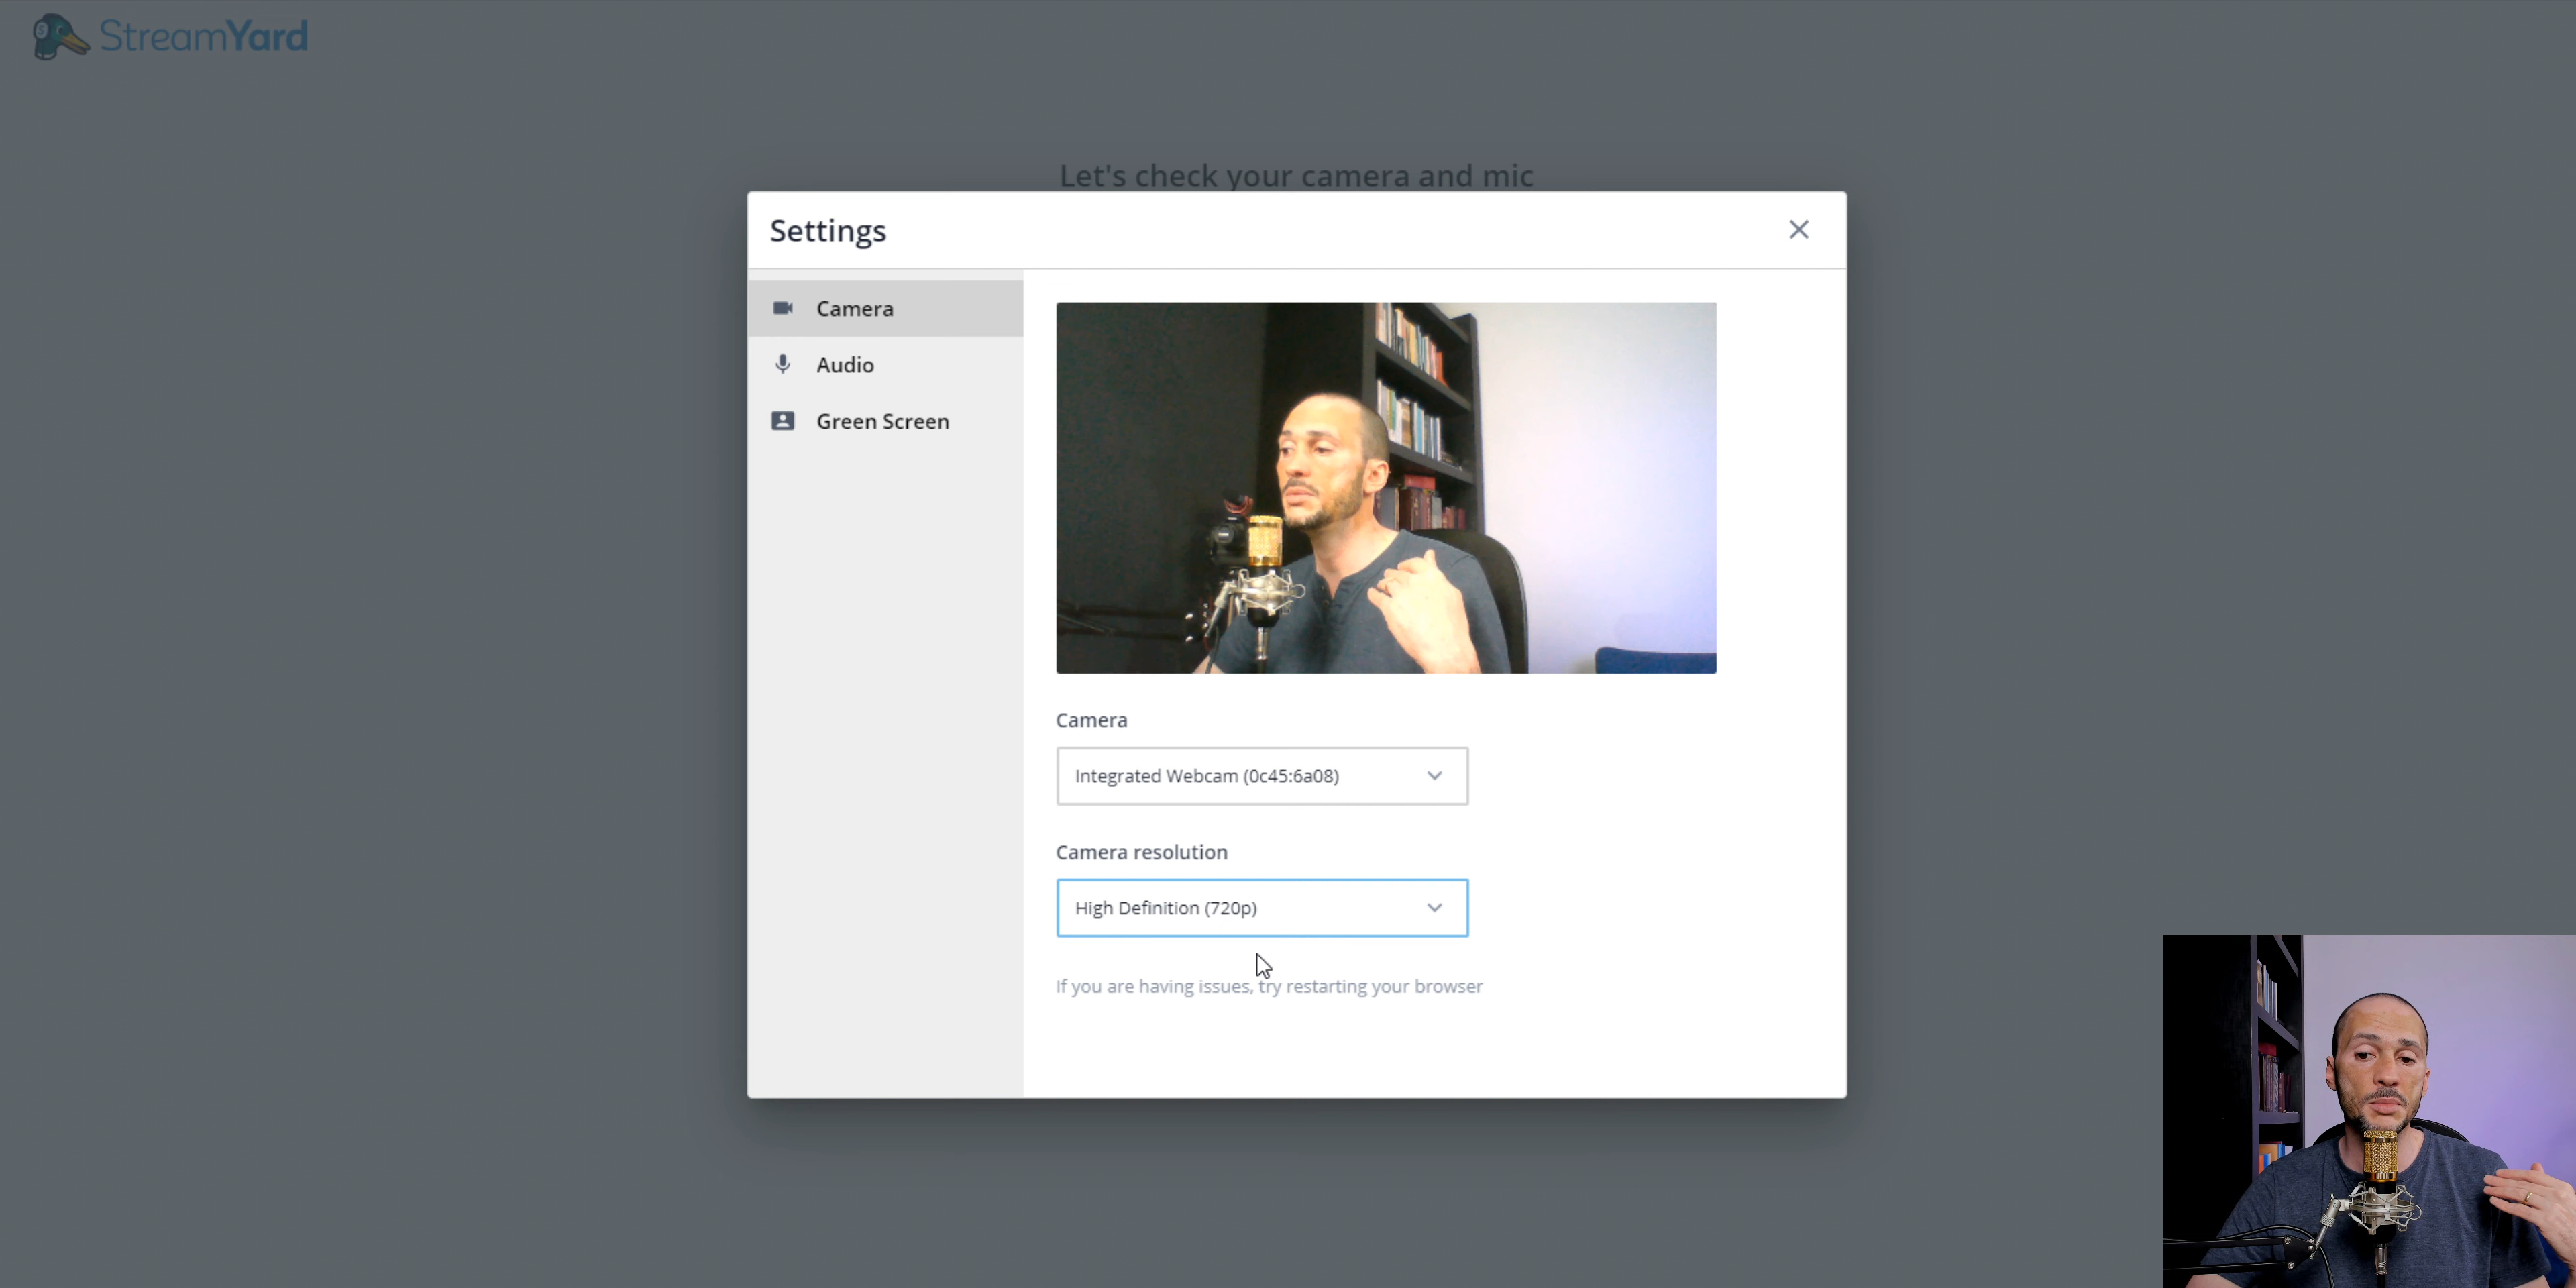 StreamYard
Let's check your camera and mic
Settings
Camera
Audio
Green Screen
Camera
Integrated Webcam (0c45:6a08)
Camera resolution
High Definition (720p)
If you are having issues, try restarting your browser